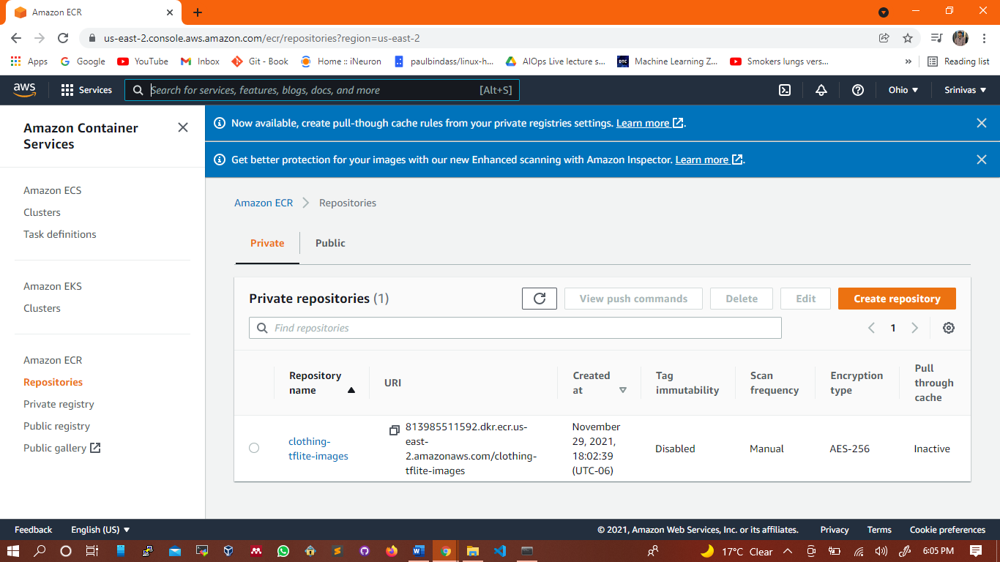 Amazon ECR
us-east-2.console.aws.amazon.com/ecr/repositories?region=us-east-2
Apps Google YouTube Inbox Git - Book Home :: iNeuron paulbindass/linux-h... AIOps Live lecture s... Machine Learning Z... Smokers lungs vers... » Reading list
aws Services Search for services, features, blogs, docs, and more [Alt+S] Ohio Srinivas
Amazon Container
Services
Amazon ECS
Clusters
Task definitions
Amazon EKS
Clusters
Amazon ECR
Repositories
Private registry
Public registry
Public gallery
Now available, create pull-though cache rules from your private registries settings. Learn more.
Get better protection for your images with our new Enhanced scanning with Amazon Inspector. Learn more.
Amazon ECR Repositories
Private Public
Private repositories (1) View push commands Delete Edit Create repository
Find repositories 1
Repository
name
URI
Created
at
Tag
immutability
Scan
frequency
Encryption
type
Pull
through
cache
clothing-
tflite-images
813985511592.dkr.ecr.us-
east-
2.amazonaws.com/clothing-
tflite-images
November
29, 2021,
18:02:39
(UTC-06)
Disabled
Manual
AES-256
Inactive
Feedback English (US) © 2021, Amazon Web Services, Inc. or its affiliates. Privacy Terms Cookie preferences
17°C Clear 6:05 PM